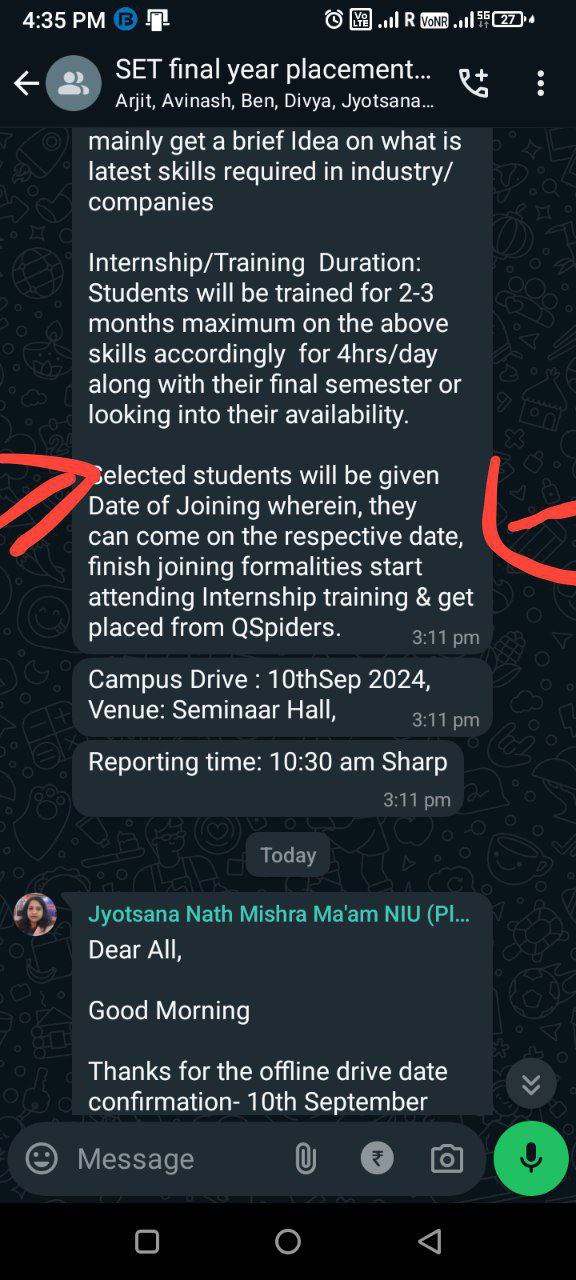 4:35 PM
Vo LTE R VoNR 5G 27
SET final year placement...
Arjit, Avinash, Ben, Divya, Jyotsana...
mainly get a brief Idea on what is
latest skills required in industry/
companies
Internship/Training Duration:
Students will be trained for 2-3
months maximum on the above
skills accordingly for 4hrs/day
along with their final semester or
looking into their availability.
Selected students will be given
Date of Joining wherein, they
can come on the respective date,
finish joining formalities start
attending Internship training & get
placed from QSpiders.
3:11 pm
Campus Drive : 10thSep 2024,
Venue: Seminaar Hall,
3:11 pm
Reporting time: 10:30 am Sharp
3:11 pm
Today
Jyotsana Nath Mishra Ma'am NIU (Pl...
Dear All,
Good Morning
Thanks for the offline drive date
confirmation- 10th September
Message
₹